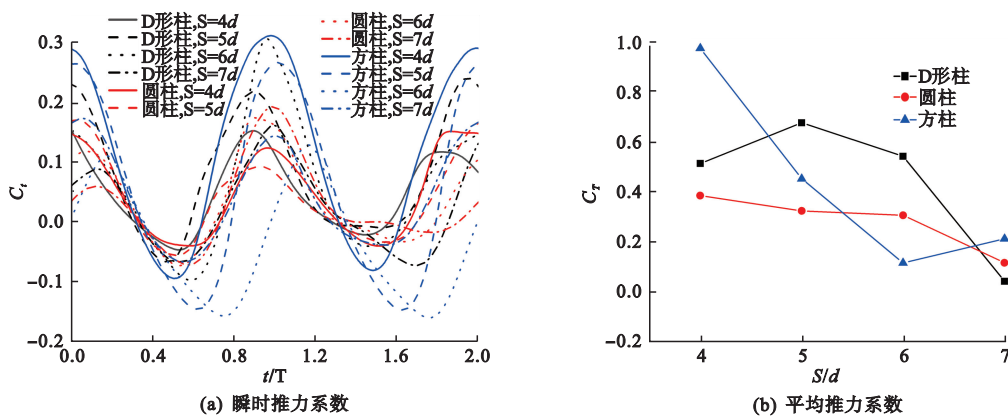 D形柱,S=4d
D形柱,S=5d
D形柱,S=6d
D形柱,S=7d
圆柱,S=4d
圆柱,S=5d
圆柱,S=6d
圆柱,S=7d
方柱,S=4d
方柱,S=5d
方柱,S=6d
方柱,S=7d
0.3
0.2
0.1
0.0
−0.1
−0.2
Ct
0.0 0.4 0.8 1.2 1.6 2.0
t/T
(a) 瞬时推力系数
1.0
0.8
0.6
0.4
0.2
0.0
−0.2
CT
D形柱
圆柱
方柱
4 5 6 7
S/d
(b) 平均推力系数